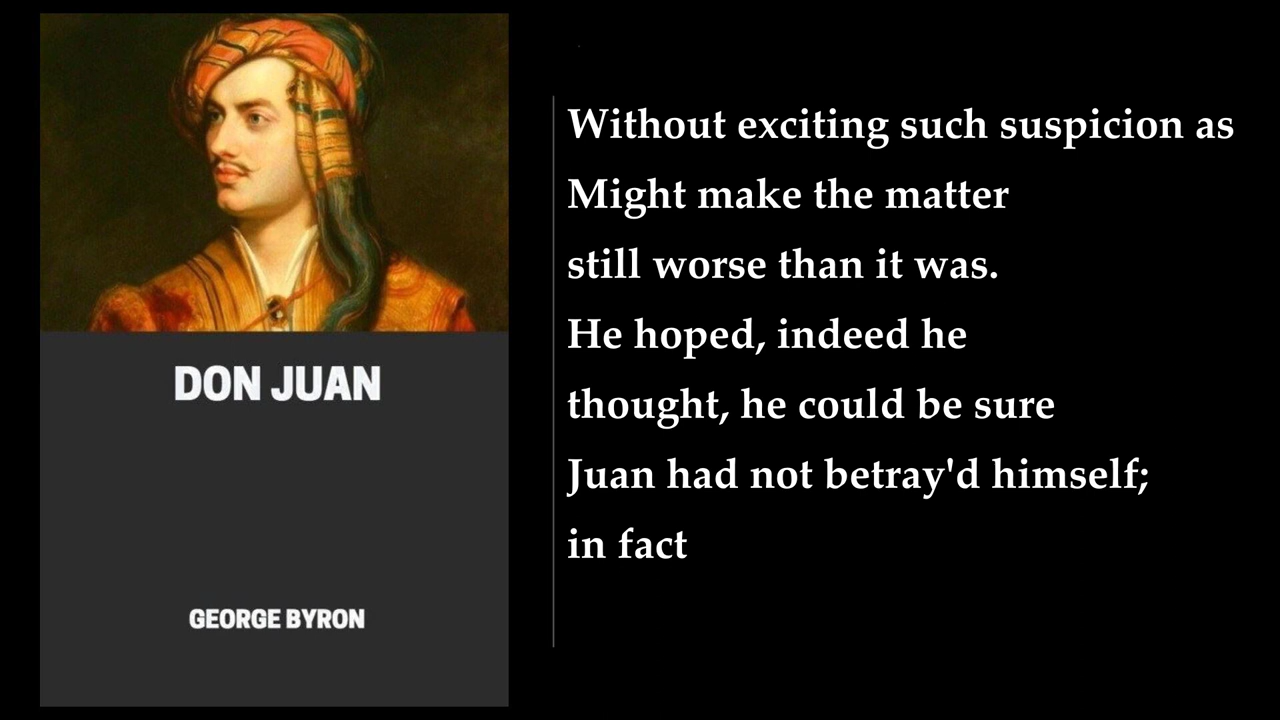 DON JUAN
GEORGE BYRON
Without exciting such suspicion as
Might make the matter
still worse than it was.
He hoped, indeed he
thought, he could be sure
Juan had not betray'd himself;
in fact